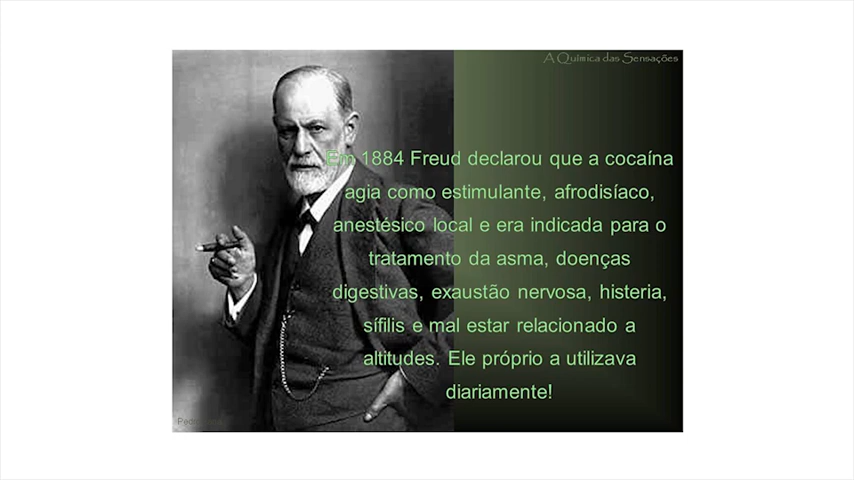 A Química das Sensações
Em 1884 Freud declarou que a cocaína
agia como estimulante, afrodisíaco,
anestésico local e era indicada para o
tratamento da asma, doenças
digestivas, exaustão nervosa, histeria,
sífilis e mal estar relacionado a
altitudes. Ele próprio a utilizava
diariamente!